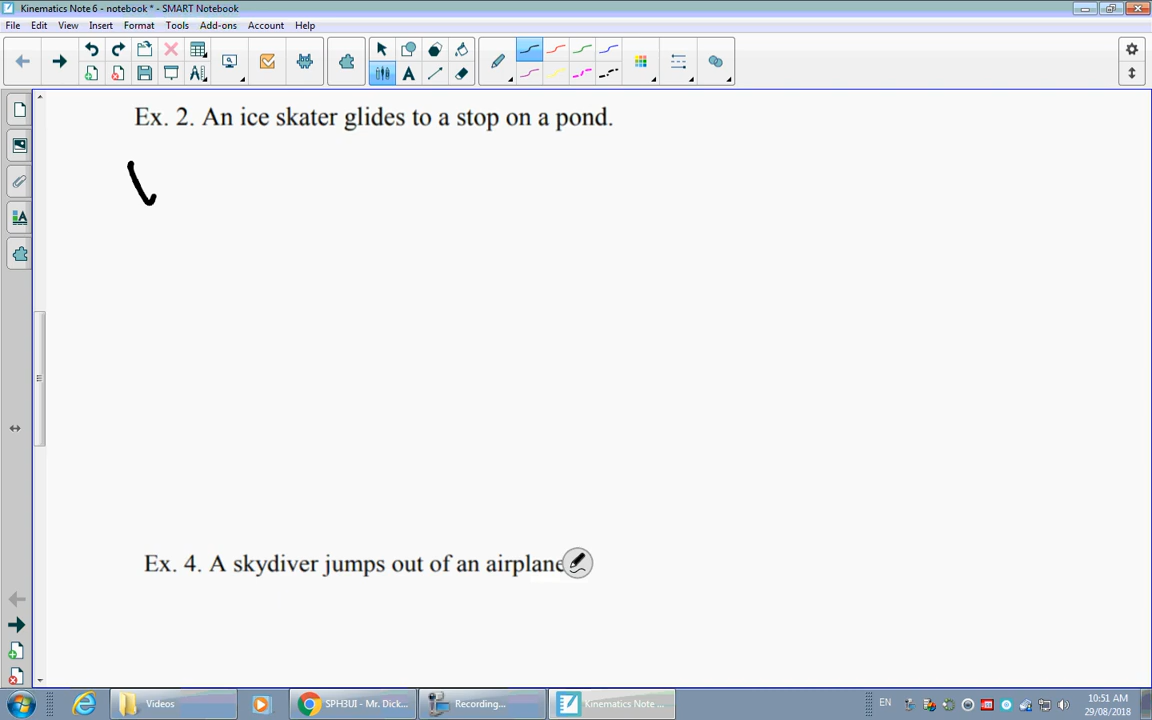 Kinematics Note 6 - notebook * - SMART Notebook
File Edit View Insert Format Tools Add-ons Account Help
Ex. 2. An ice skater glides to a stop on a pond.
Ex. 4. A skydiver jumps out of an airplane
Videos
SPH3UI - Mr. Dick...
Recording...
Kinematics Note ...
EN
10:51 AM
29/08/2018